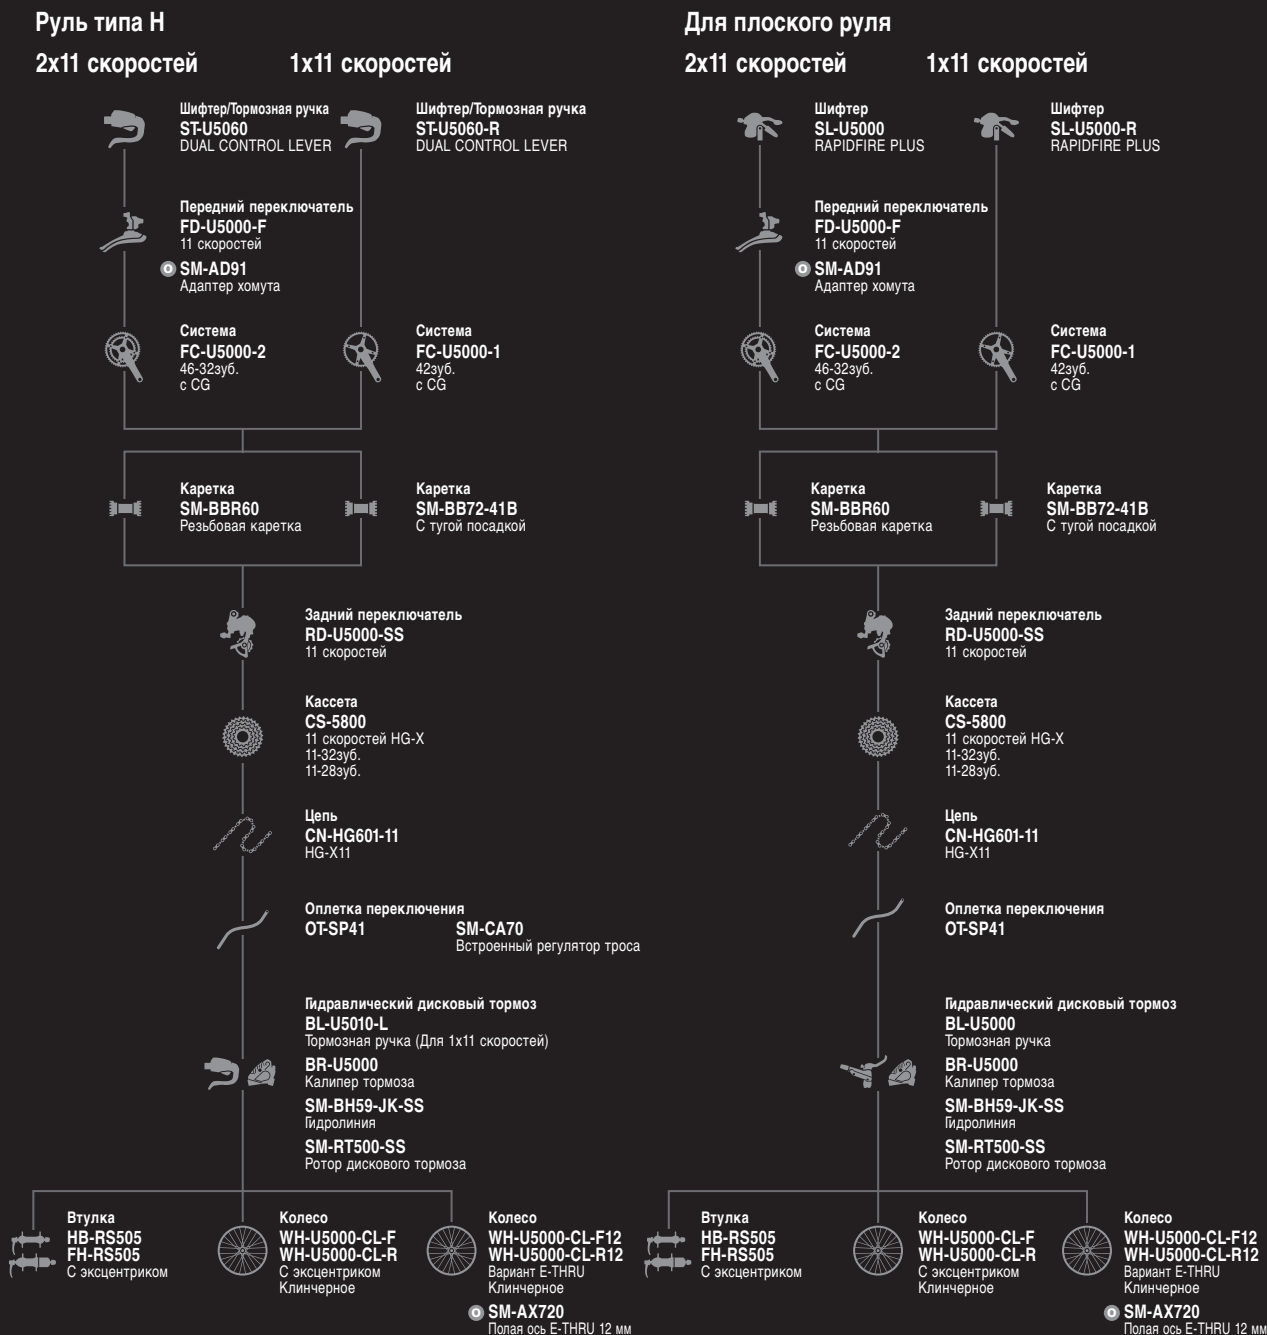 Руль типа H
2x11 скоростей
1x11 скоростей
Шифтер/Тормозная ручка
ST-U5060
DUAL CONTROL LEVER
Шифтер/Тормозная ручка
ST-U5060-R
DUAL CONTROL LEVER
Передний переключатель
FD-U5000-F
11 скоростей
O SM-AD91
Адаптер хомута
Система
FC-U5000-2
46-32зуб.
с CG
Система
FC-U5000-1
42зуб.
с CG
Каретка
SM-BBR60
Резьбовая каретка
Каретка
SM-BB72-41B
С тугой посадкой
Задний переключатель
RD-U5000-SS
11 скоростей
Кассета
CS-5800
11 скоростей HG-X
11-32зуб.
11-28зуб.
Цепь
CN-HG601-11
HG-X11
Оплетка переключения
OT-SP41
SM-CA70
Встроенный регулятор троса
Гидравлический дисковый тормоз
BL-U5010-L
Тормозная ручка (Для 1x11 скоростей)
BR-U5000
Калипер тормоза
SM-BH59-JK-SS
Гидролиния
SM-RT500-SS
Ротор дискового тормоза
Втулка
HB-RS505
FH-RS505
С эксцентриком
Колесо
WH-U5000-CL-F
WH-U5000-CL-R
С эксцентриком
Клинчерное
Колесо
WH-U5000-CL-F12
WH-U5000-CL-R12
Вариант E-THRU
Клинчерное
O SM-AX720
Полая ось E-THRU 12 мм
Для плоского руля
2x11 скоростей
1x11 скоростей
Шифтер
SL-U5000
RAPIDFIRE PLUS
Шифтер
SL-U5000-R
RAPIDFIRE PLUS
Передний переключатель
FD-U5000-F
11 скоростей
O SM-AD91
Адаптер хомута
Система
FC-U5000-2
46-32зуб.
с CG
Система
FC-U5000-1
42зуб.
с CG
Каретка
SM-BBR60
Резьбовая каретка
Каретка
SM-BB72-41B
С тугой посадкой
Задний переключатель
RD-U5000-SS
11 скоростей
Кассета
CS-5800
11 скоростей HG-X
11-32зуб.
11-28зуб.
Цепь
CN-HG601-11
HG-X11
Оплетка переключения
OT-SP41
Гидравлический дисковый тормоз
BL-U5000
Тормозная ручка
BR-U5000
Калипер тормоза
SM-BH59-JK-SS
Гидролиния
SM-RT500-SS
Ротор дискового тормоза
Втулка
HB-RS505
FH-RS505
С эксцентриком
Колесо
WH-U5000-CL-F
WH-U5000-CL-R
С эксцентриком
Клинчерное
Колесо
WH-U5000-CL-F12
WH-U5000-CL-R12
Вариант E-THRU
Клинчерное
O SM-AX720
Полая ось E-THRU 12 мм